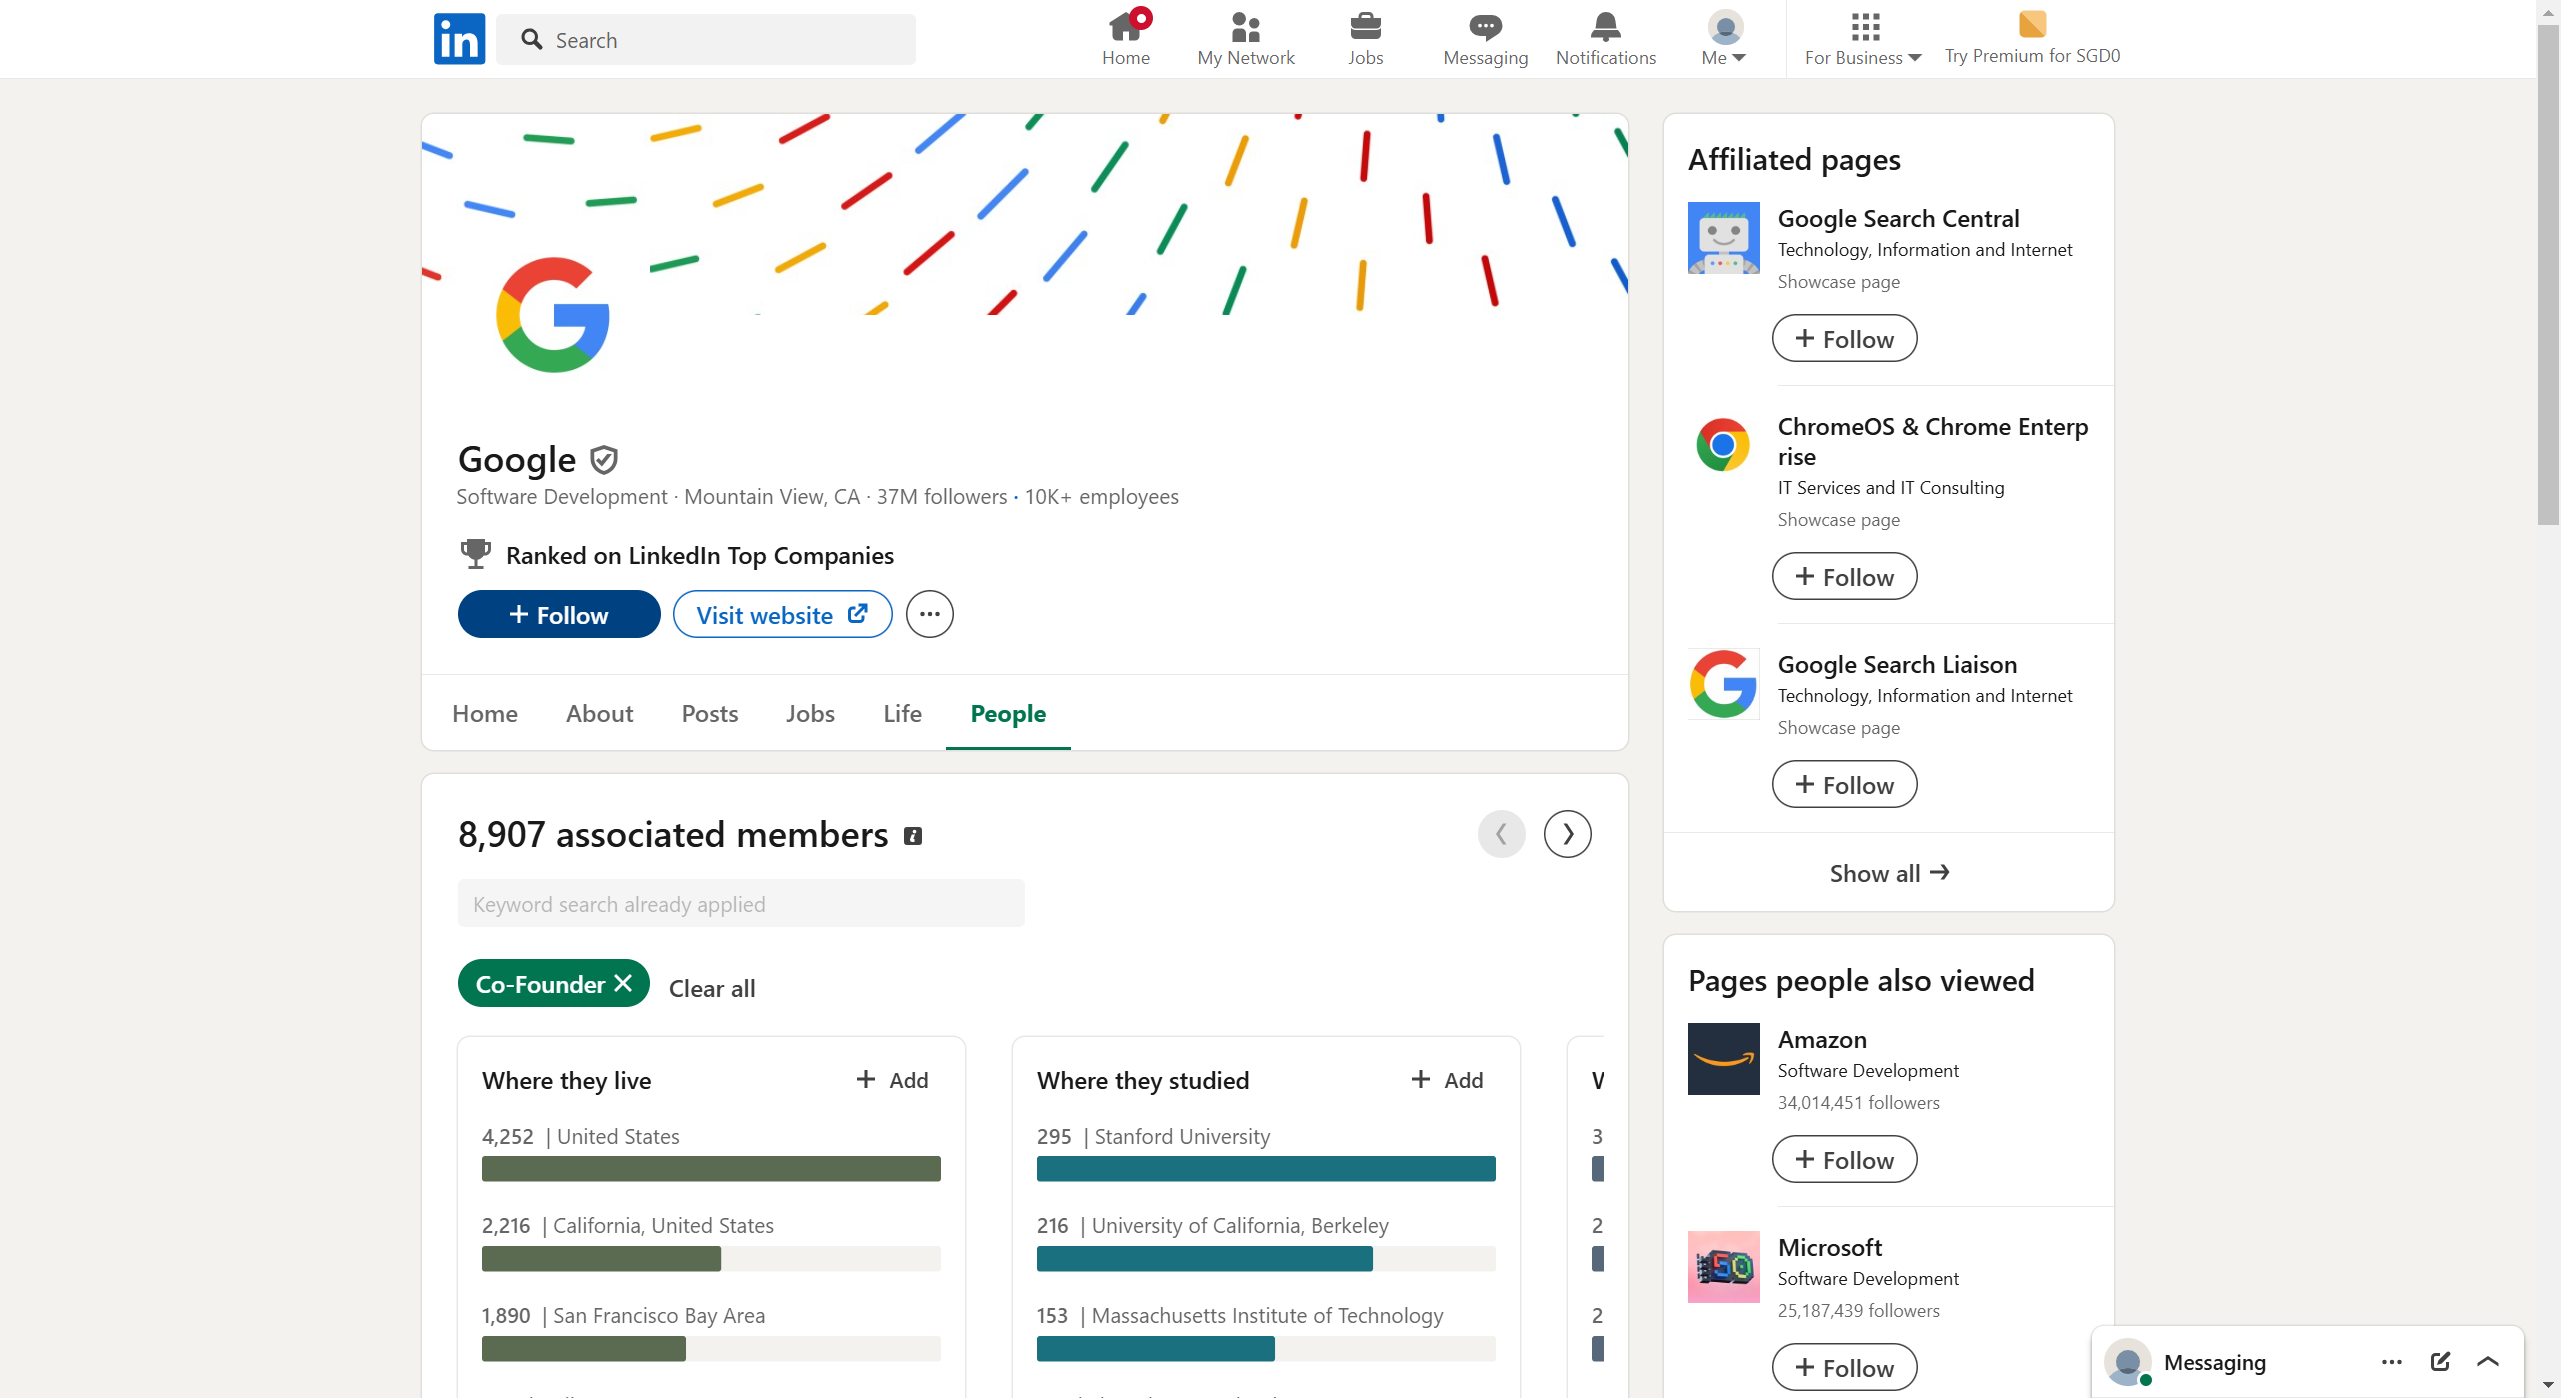 in
Search
Home
My Network
Jobs
Messaging
Notifications
Me
For Business
Try Premium for SGD0
Google
Software Development · Mountain View, CA · 37M followers · 10K+ employees
Ranked on LinkedIn Top Companies
+ Follow
Visit website
Home
About
Posts
Jobs
Life
People
8,907 associated members
Keyword search already applied
Co-Founder
Clear all
Where they live
+ Add
4,252 | United States
2,216 | California, United States
1,890 | San Francisco Bay Area
Where they studied
+ Add
295 | Stanford University
216 | University of California, Berkeley
153 | Massachusetts Institute of Technology
3
2
2
Affiliated pages
Google Search Central
Technology, Information and Internet
Showcase page
+ Follow
ChromeOS & Chrome Enterp
rise
IT Services and IT Consulting
Showcase page
+ Follow
Google Search Liaison
Technology, Information and Internet
Showcase page
+ Follow
Show all →
Pages people also viewed
Amazon
Software Development
34,014,451 followers
+ Follow
50
Microsoft
Software Development
25,187,439 followers
+ Follow
Messaging